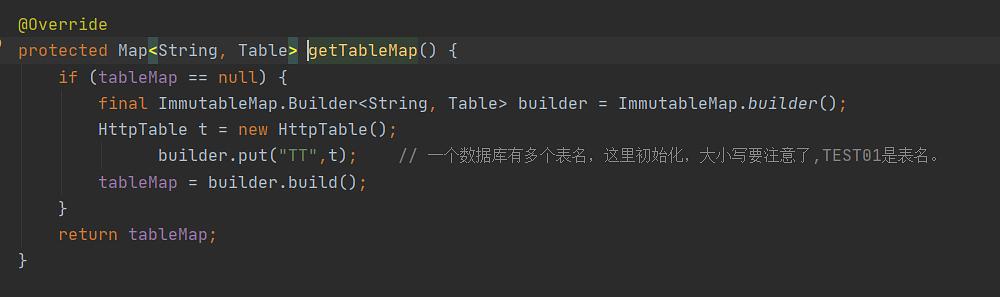 @Override
protected Map<String, Table> getTableMap() {
if (tableMap == null) {
final ImmutableMap.Builder<String, Table> builder = ImmutableMap.builder();
HttpTable t = new HttpTable();
builder.put("TT",t);    // 一个数据库有多个表名，这里初始化，大小写要注意了,TEST01是表名。
tableMap = builder.build();
}
return tableMap;
}